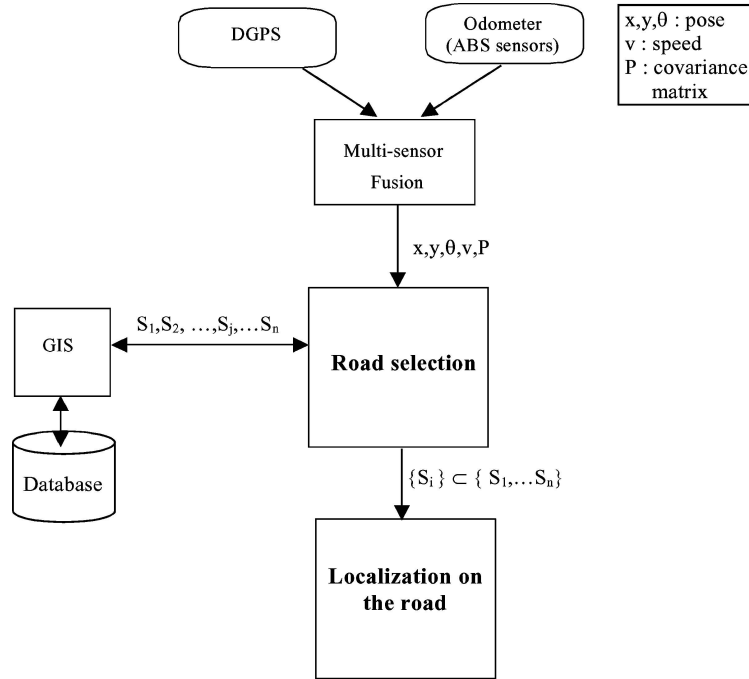 DGPS
Odometer
(ABS sensors)
x,y,θ : pose
v : speed
P : covariance
matrix
Multi-sensor
Fusion
x,y,θ,v,P
S₁,S₂, …,Sⱼ,…Sₙ
GIS
Road selection
Database
{Sᵢ } ⊂ { S₁,…Sₙ}
Localization on
the road